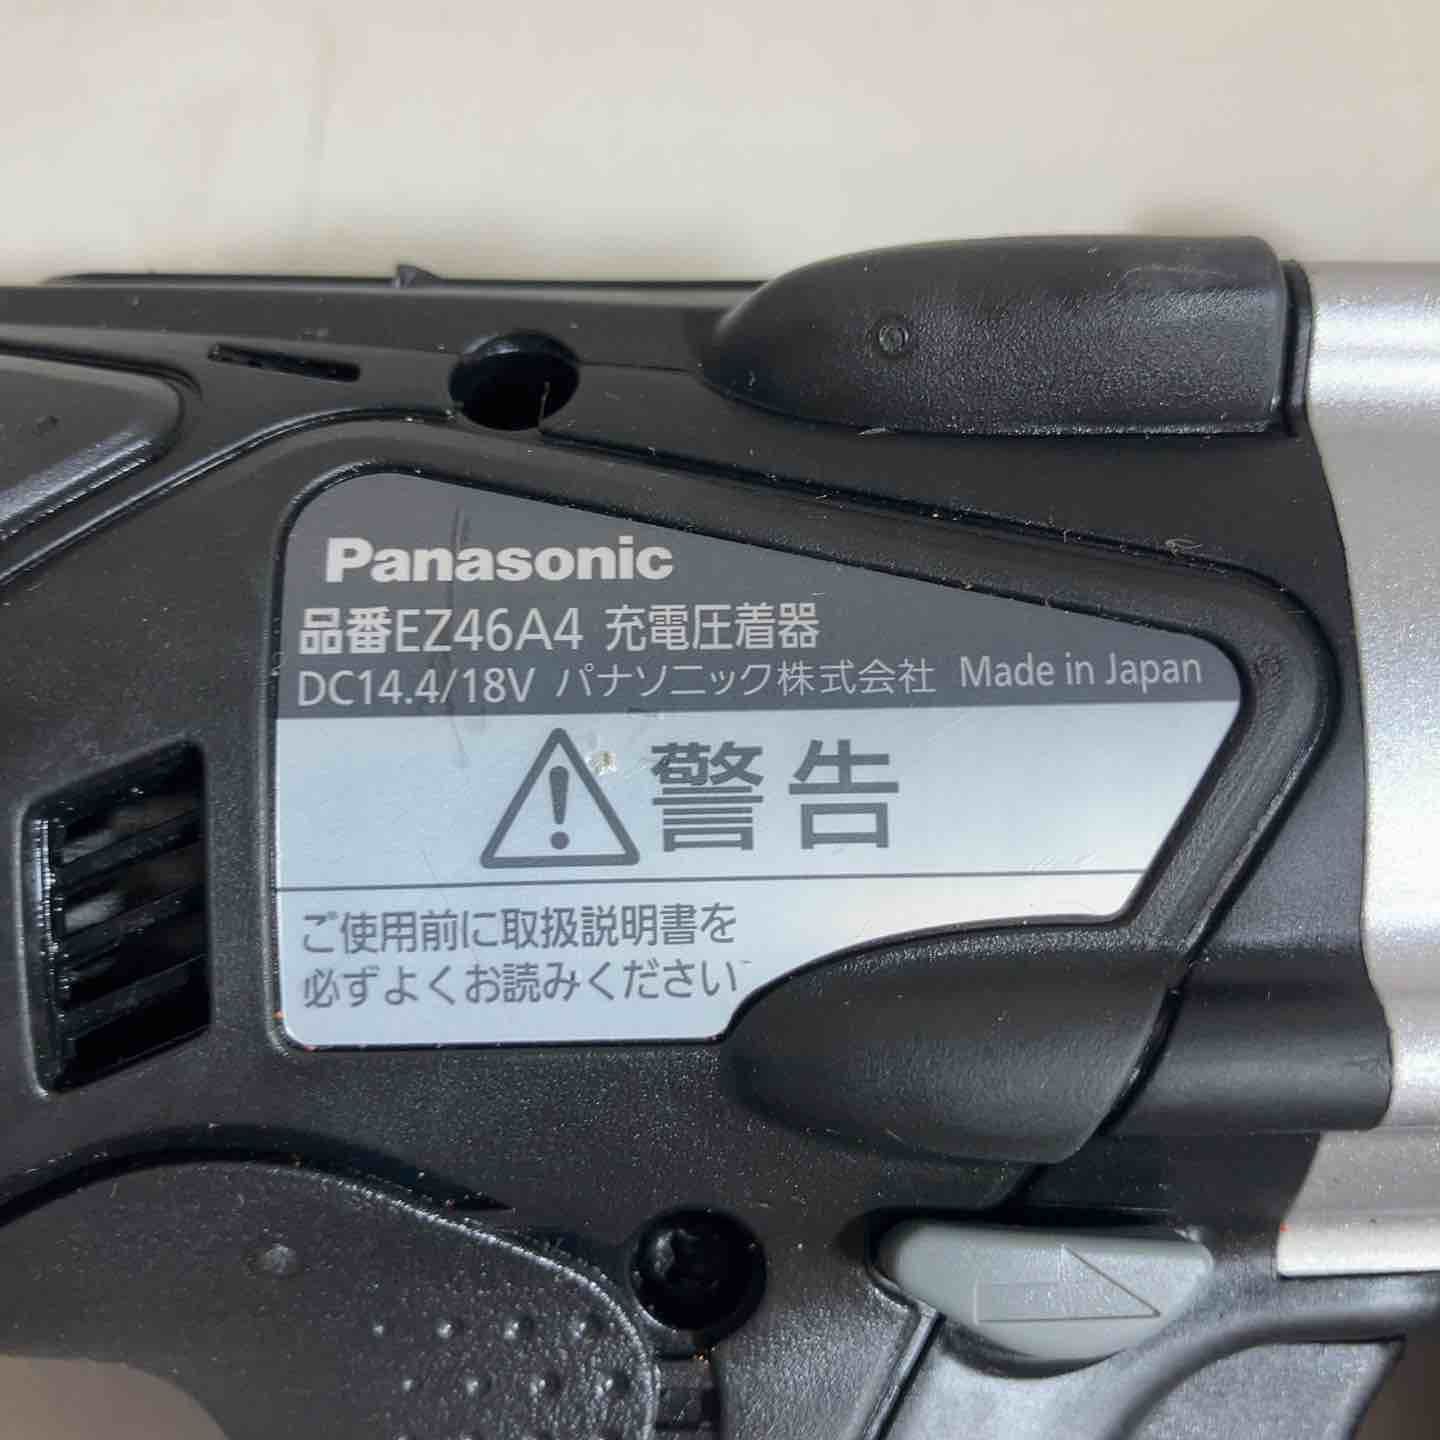 Panasonic
品番EZ46A4 充電圧着器
DC14.4/18V パナソニック株式会社 Made in Japan
警告
ご使用前に取扱説明書を
必ずよくお読みください